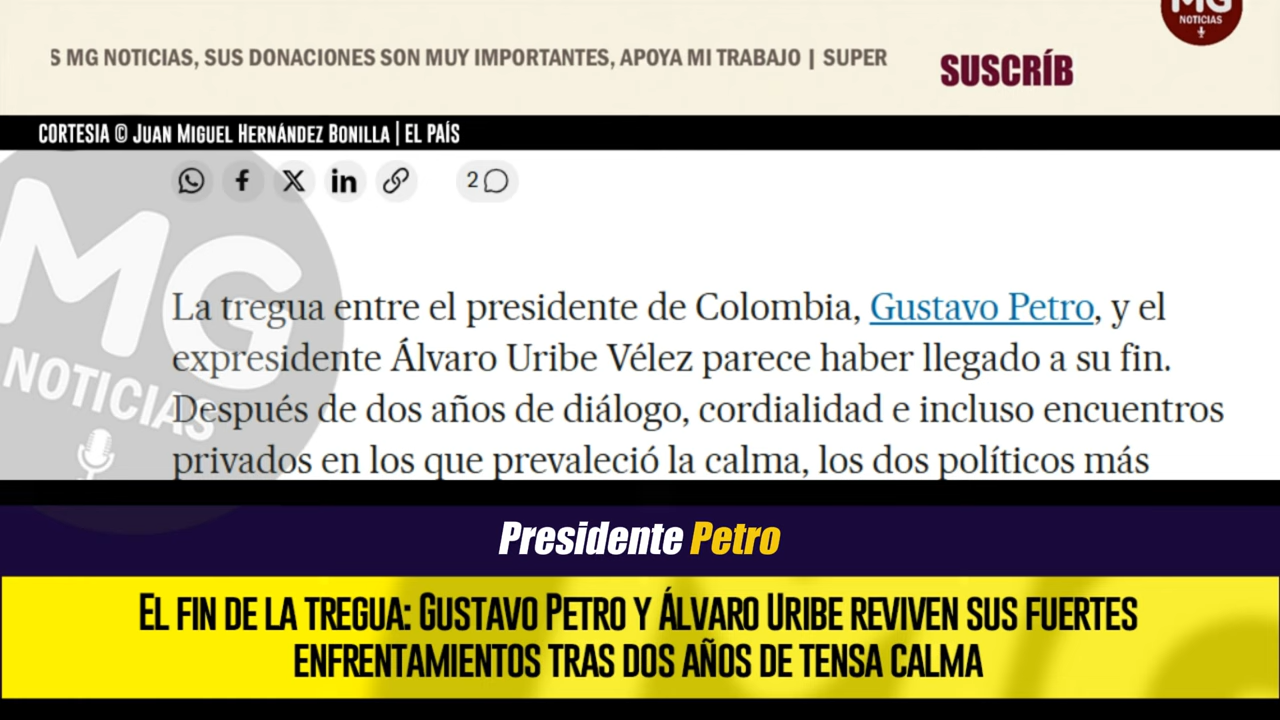 MG
NOTICIAS
S MG NOTICIAS, SUS DONACIONES SON MUY IMPORTANTES, APOYA MI TRABAJO | SUPER
SUSCRÍB
CORTESIA © JUAN MIGUEL HERNÁNDEZ BONILLA | EL PAÍS
2
MG
NOTICIAS
La tregua entre el presidente de Colombia, Gustavo Petro, y el
expresidente Álvaro Uribe Vélez parece haber llegado a su fin.
Después de dos años de diálogo, cordialidad e incluso encuentros
privados en los que prevaleció la calma, los dos políticos más
Presidente Petro
EL FIN DE LA TREGUA: GUSTAVO PETRO Y ÁLVARO URIBE REVIVEN SUS FUERTES
ENFRENTAMIENTOS TRAS DOS AÑOS DE TENSA CALMA